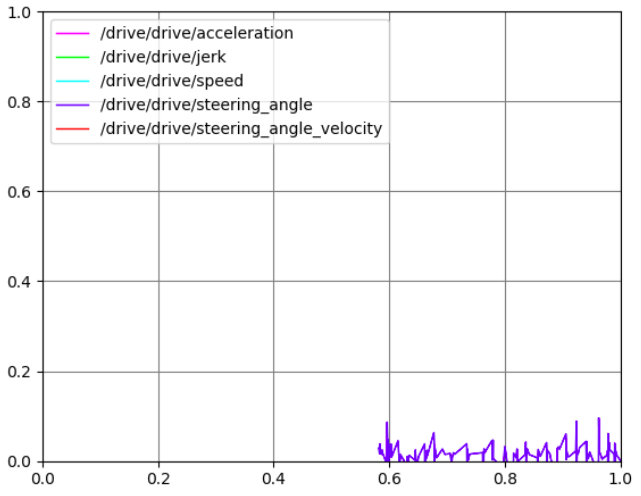 1.0
/drive/drive/acceleration
/drive/drive/jerk
/drive/drive/speed
0.8
/drive/drive/steering_angle
/drive/drive/steering_angle_velocity
0.6
0.4
0.2
0.0
0.0 0.2 0.4 0.6 0.8 1.0